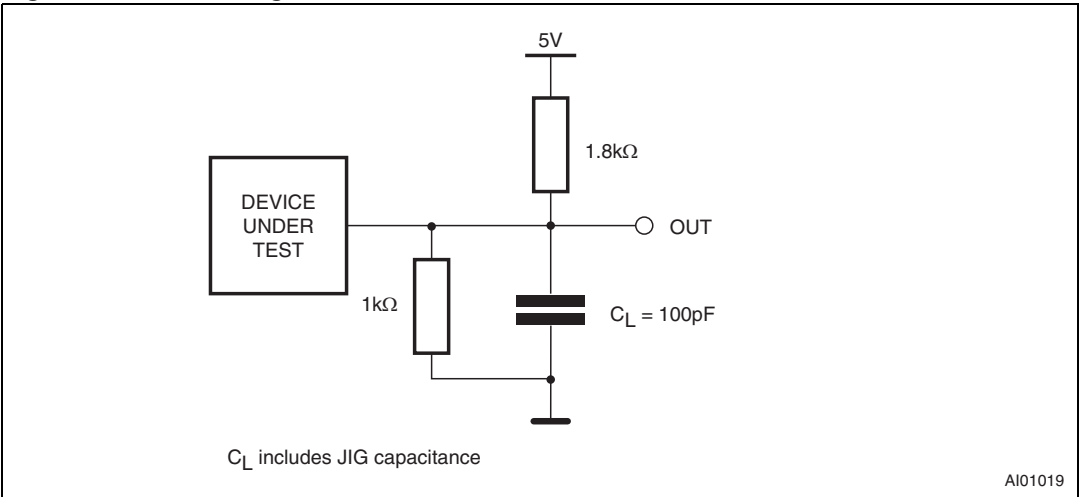 5V
1.8kΩ
DEVICE
UNDER
TEST
OUT
1kΩ
CL = 100pF
CL includes JIG capacitance
AI01019